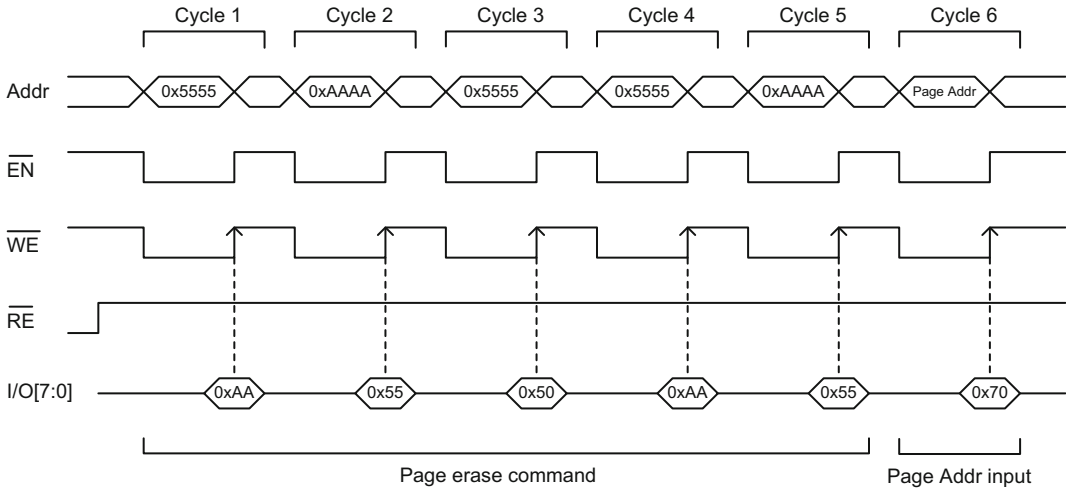 Cycle 1 Cycle 2 Cycle 3 Cycle 4 Cycle 5 Cycle 6
Addr 0x5555 0xAAAA 0x5555 0x5555 0xAAAA Page Addr
EN
WE
RE
I/O[7:0] 0xAA 0x55 0x50 0xAA 0x55 0x70
Page erase command Page Addr input